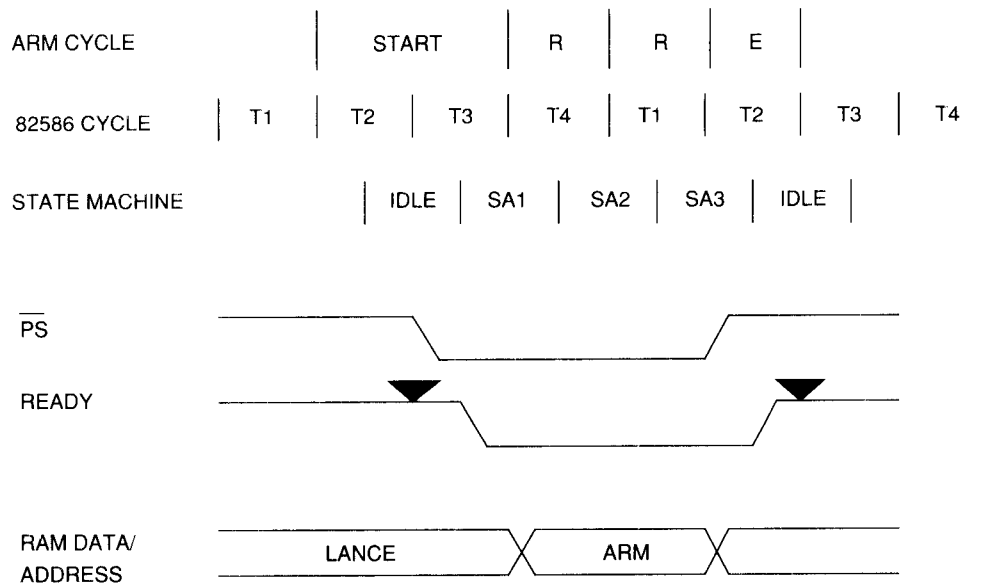 ARM CYCLE START R R E
82586 CYCLE T1 T2 T3 T4 T1 T2 T3 T4
STATE MACHINE IDLE SA1 SA2 SA3 IDLE
PS
READY
RAM DATA/
ADDRESS
LANCE ARM